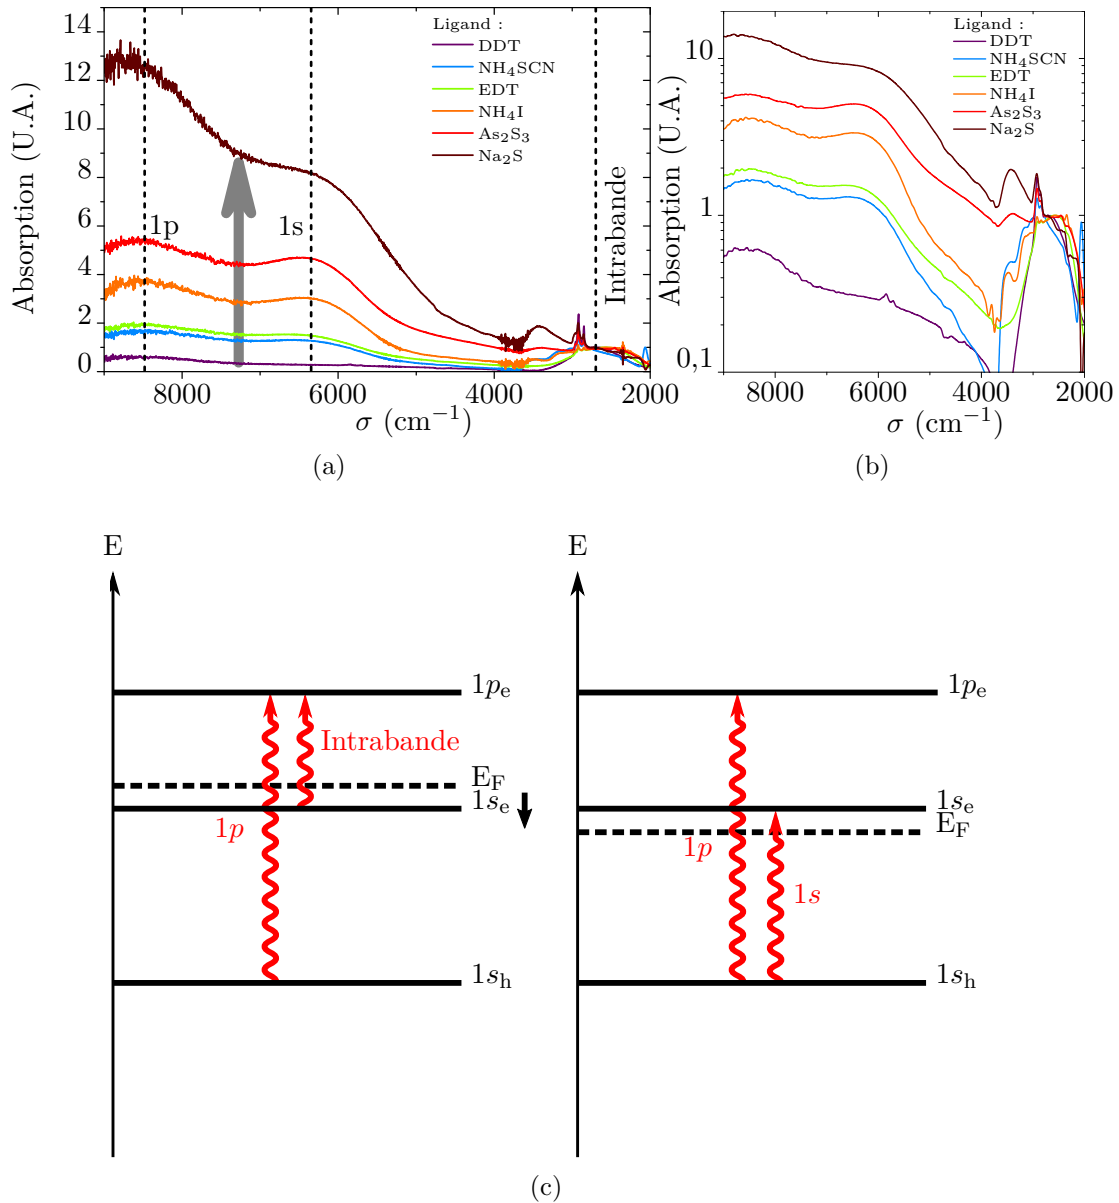 Absorption (U.A.)
14
12
10
8
6
4
2
0
8000 6000 4000 2000
σ (cm⁻¹)
1p
1s
Intrabande
Ligand :
DDT
NH₄SCN
EDT
NH₄I
As₂S₃
Na₂S
(a)
Absorption (U.A.)
10
1
0,1
8000 6000 4000 2000
σ (cm⁻¹)
Ligand :
DDT
NH₄SCN
EDT
NH₄I
As₂S₃
Na₂S
(b)
E
1pₑ
Intrabande
E_F
1sₑ
1p
1s_h
E
1pₑ
1sₑ
E_F
1p
1s
1s_h
(c)